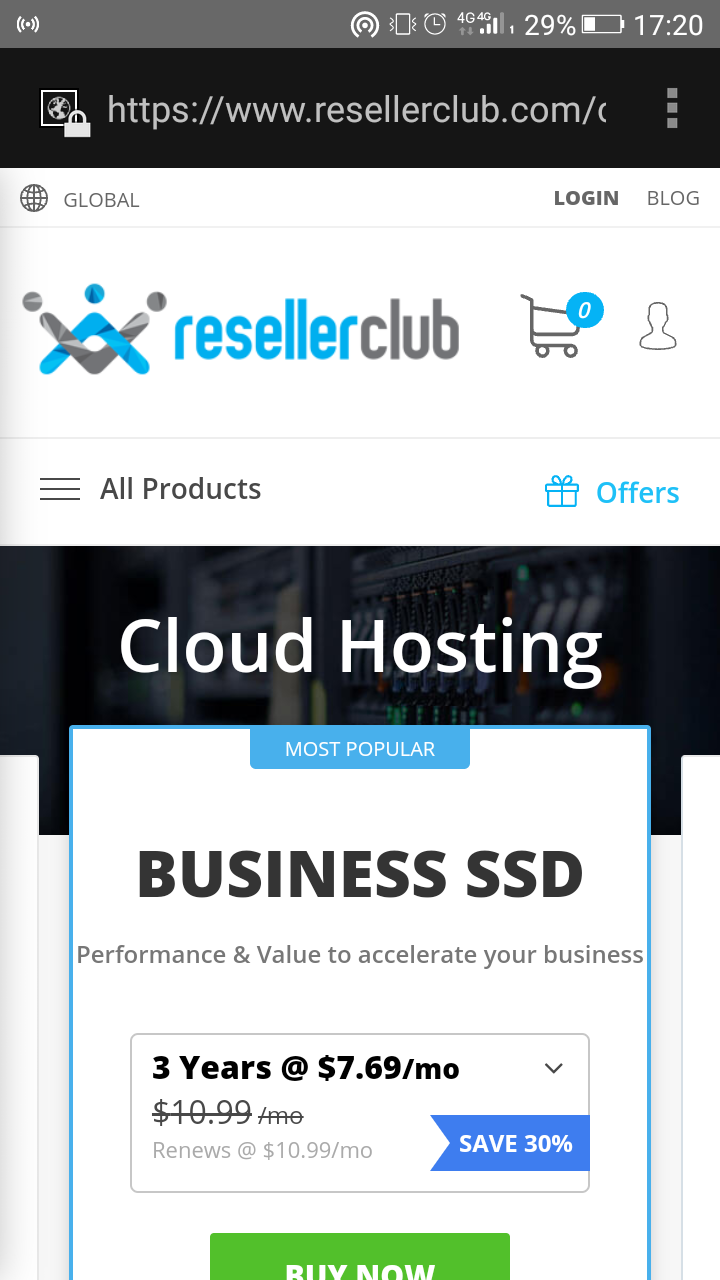 4G 4G 29% 17:20
https://www.resellerclub.com/
GLOBAL LOGIN BLOG
resellerclub 0
All Products Offers
Cloud Hosting
MOST POPULAR
BUSINESS SSD
Performance & Value to accelerate your business
3 Years @ $7.69/mo
$10.99 /mo
SAVE 30%
Renews @ $10.99/mo
BUY NOW